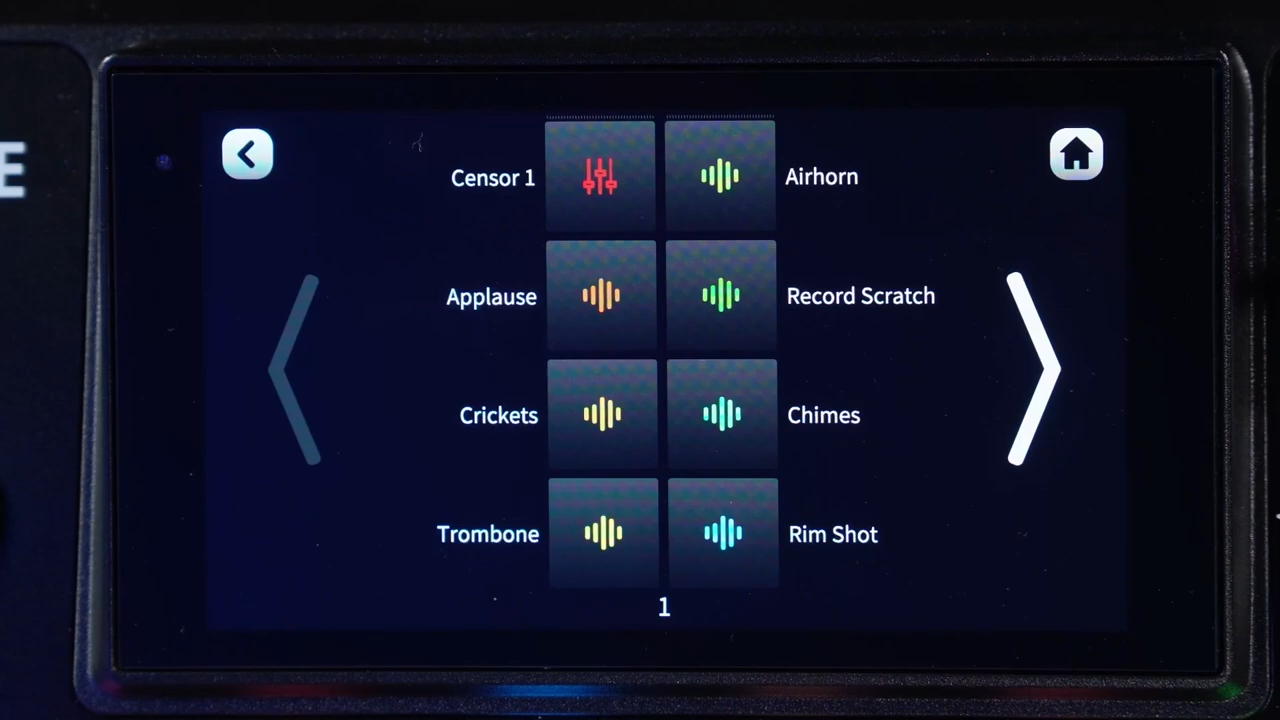 E
Censor 1
Airhorn
Applause
Record Scratch
Crickets
Chimes
Trombone
Rim Shot
1